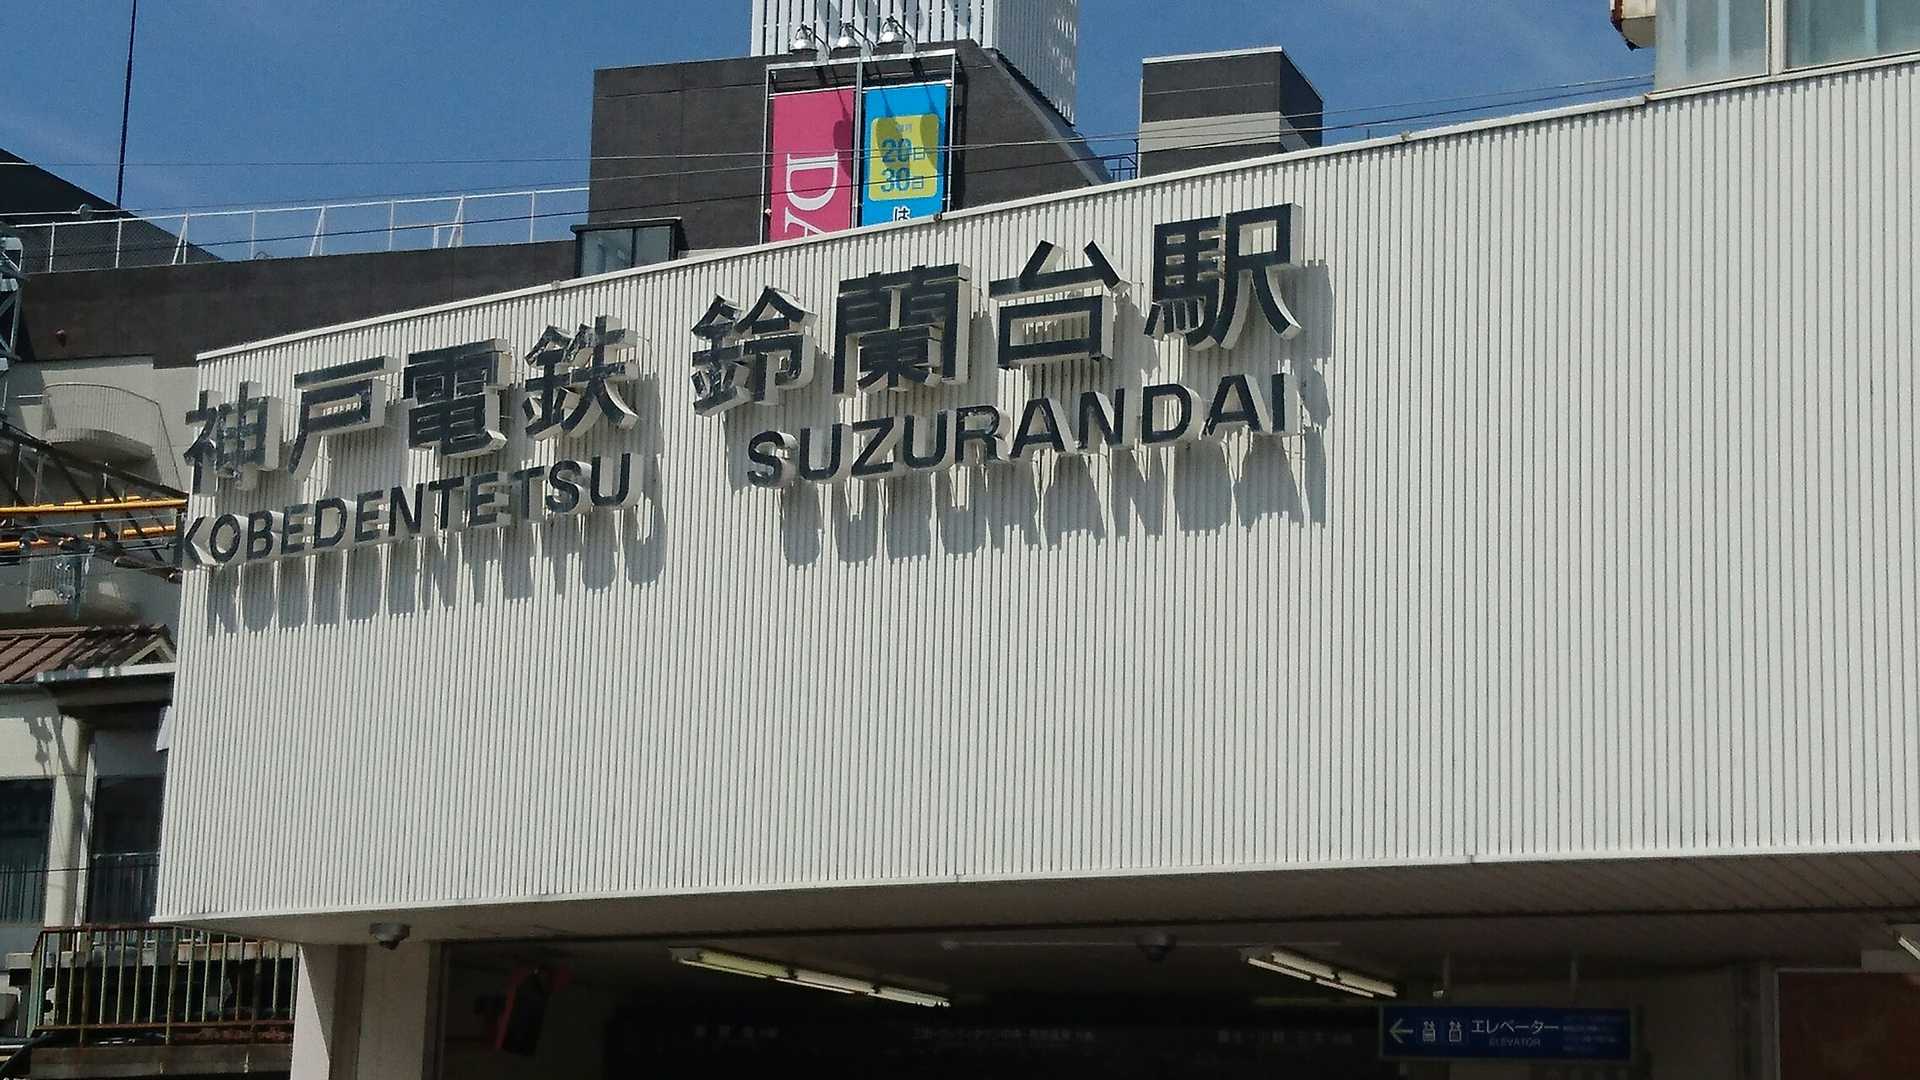 DA
20日
30日
は
神戸電鉄 鈴蘭台駅
KOBEDENTETSU SUZURANDAI
エレベーター
ELEVATOR